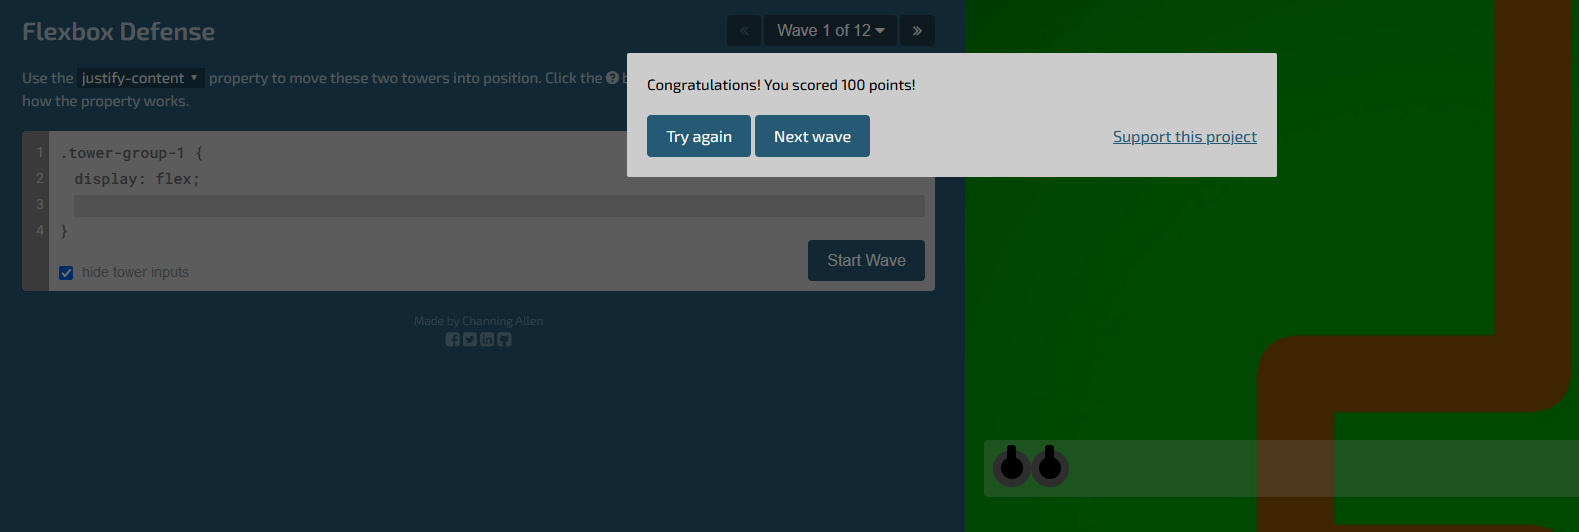 Flexbox Defense
« Wave 1 of 12 »
Use the justify-content property to move these two towers into position. Click the ? b
how the property works.
Congratulations! You scored 100 points!
Try again Next wave Support this project
1 .tower-group-1 {
2 display: flex;
3
4 }
hide tower inputs
Start Wave
Made by Channing Allen